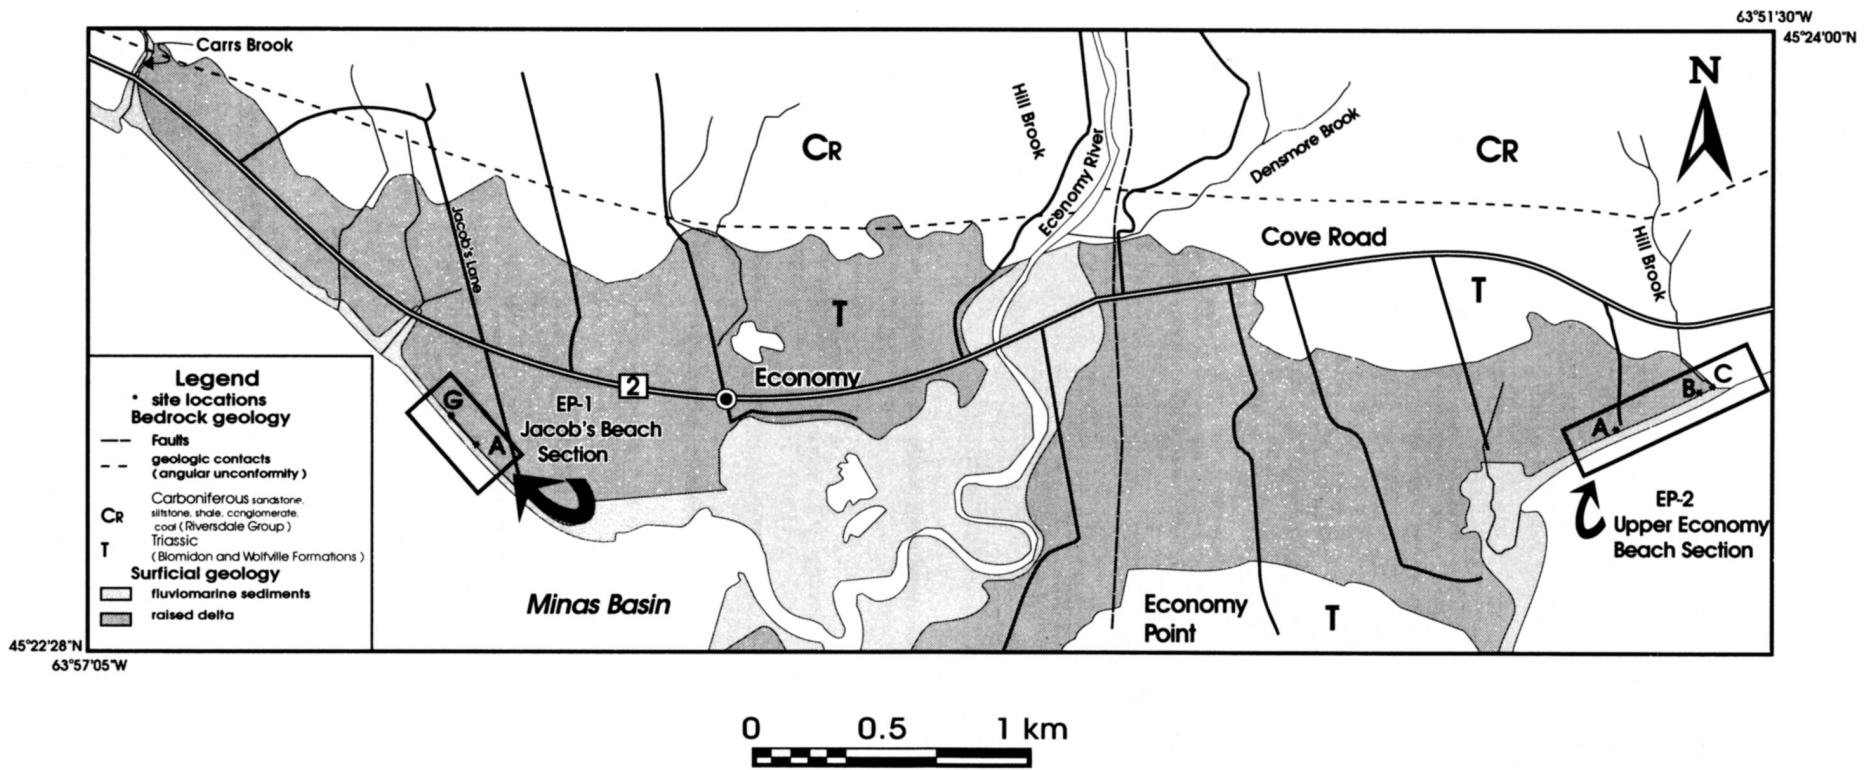 63°51'30"W
45°24'00"N
Carrs Brook
N
Hill Brook
Economy River
Densmore Brook
CR
CR
Jacob's Lane
Cove Road
Hill Brook
T
T
Legend
• site locations
Bedrock geology
Faults
geologic contacts
(angular unconformity)
CR
Carboniferous sandstone,
siltstone, shale, conglomerate,
coal (Riversdale Group)
T
Triassic
(Blomidon and Wolfville Formations)
Surficial geology
fluviomarine sediments
raised delta
G
A
2
Economy
EP-1
Jacob's Beach
Section
C
B
A
EP-2
Upper Economy
Beach Section
Minas Basin
Economy
Point
T
45°22'28"N
63°57'05"W
0 0.5 1 km